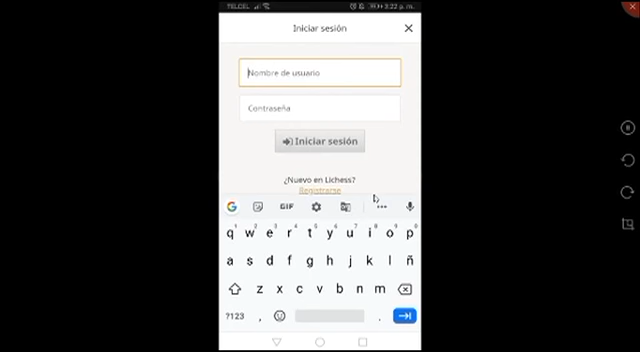 TELCEL 3:22 p. m.
Iniciar sesión
Nombre de usuario
Contraseña
Iniciar sesión
¿Nuevo en Lichess?
Registrarse
G GIF
q w e r t y u i o p
a s d f g h j k l ñ
z x c v b n m
?123 , .